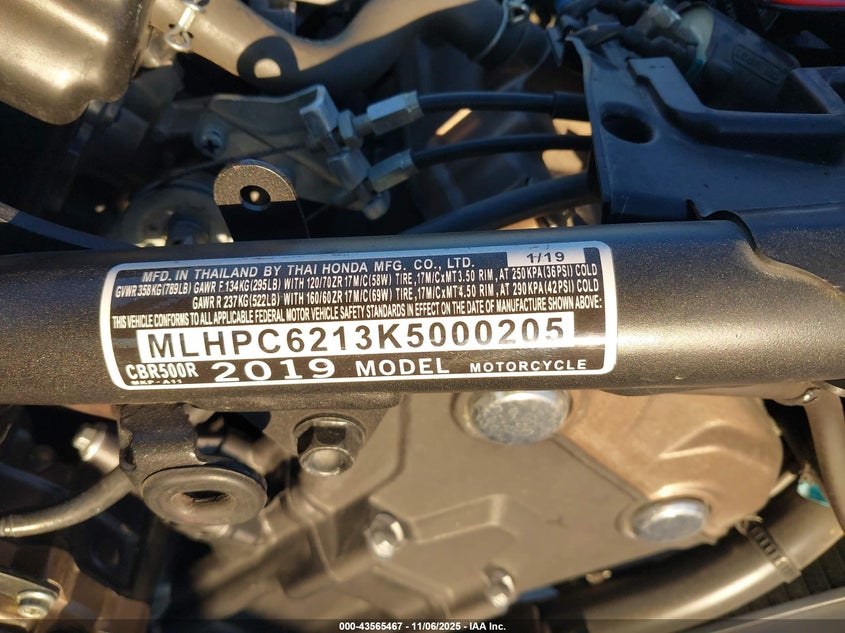 1/19
MFD. IN THAILAND BY THAI HONDA MFG. CO., LTD.
GVWR 358KG(789LB) GAWR F.134KG(295LB) WITH 120/70ZR 17M/C(58W) TIRE,17M/CxMT3.50 RIM,AT 250KPA(36PSI) COLD
GAWR R 237KG(522LB) WITH 160/60ZR 17M/C(69W) TIRE,17M/CxMT4.50 RIM,AT 290KPA(42PSI) COLD
THIS VEHICLE CONFORMS TO ALL APPLICABLE FEDERAL MOTOR VEHICLE SAFETY STANDARDS IN EFFECT ON THE DATE OF MANUFACTURE SHOWN ABOVE:
MLHPC6213K5000205
CBR500R 2019 MODEL MOTORCYCLE
MKP-A11
000-43565467 - 11/06/2025 - IAA Inc.